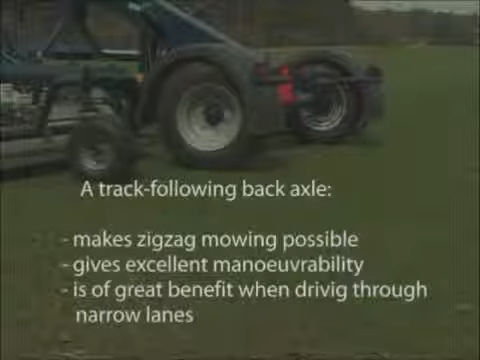 A track-following back axle:
- makes zigzag mowing possible
- gives excellent manoeuvrability
- is of great benefit when drivig through
narrow lanes